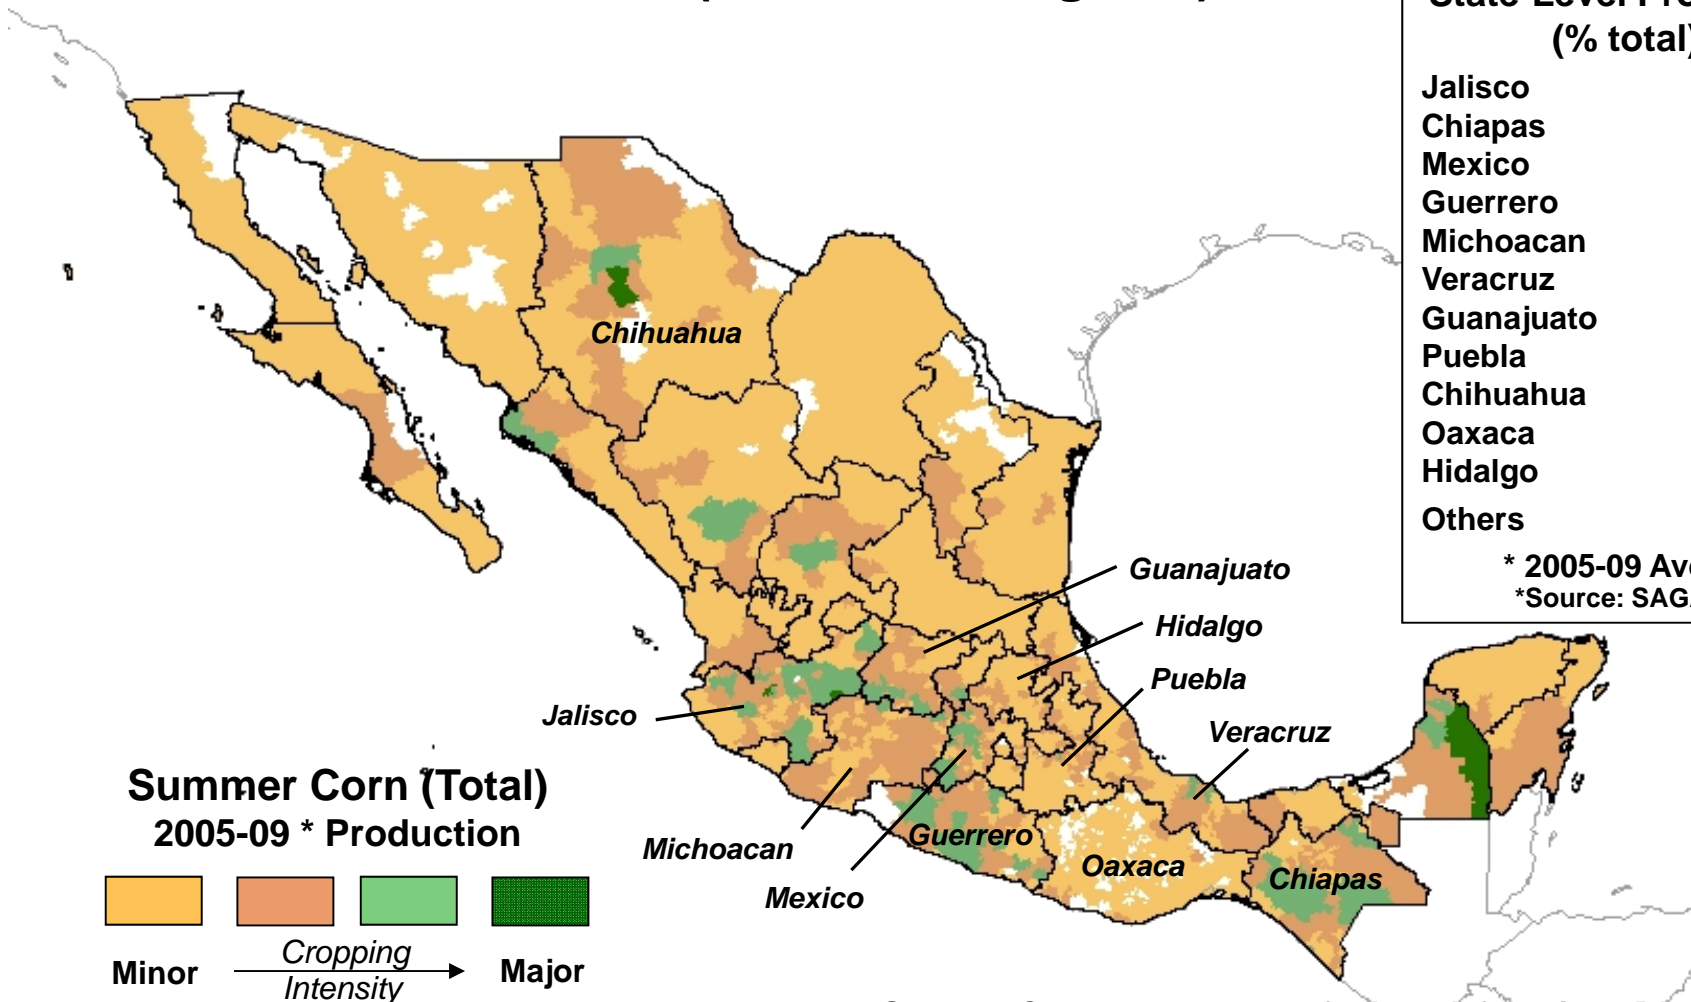 (% total)
Jalisco
Chiapas
Mexico
Guerrero
Michoacan
Veracruz
Guanajuato
Puebla
Chihuahua
Oaxaca
Hidalgo
Others
* 2005-09
*Source:
Chihuahua
Guanajuato
Hidalgo
Puebla
Veracruz
Jalisco
Michoacan
Mexico
Guerrero
Oaxaca
Chiapas
Summer Corn (Total)
2005-09 * Production
Minor
Cropping
Intensity
Major